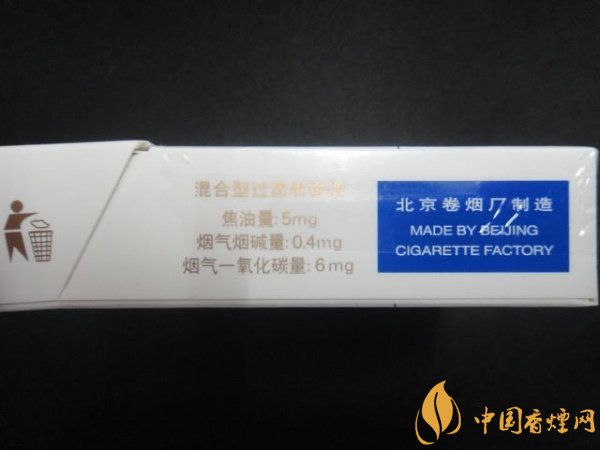 混合型过滤嘴香烟
焦油量:5mg
烟气烟碱量:0.4mg
烟气一氧化碳量:6mg
北京卷烟厂制造
MADE BY BEIJING
CIGARETTE FACTORY
中国香煙网